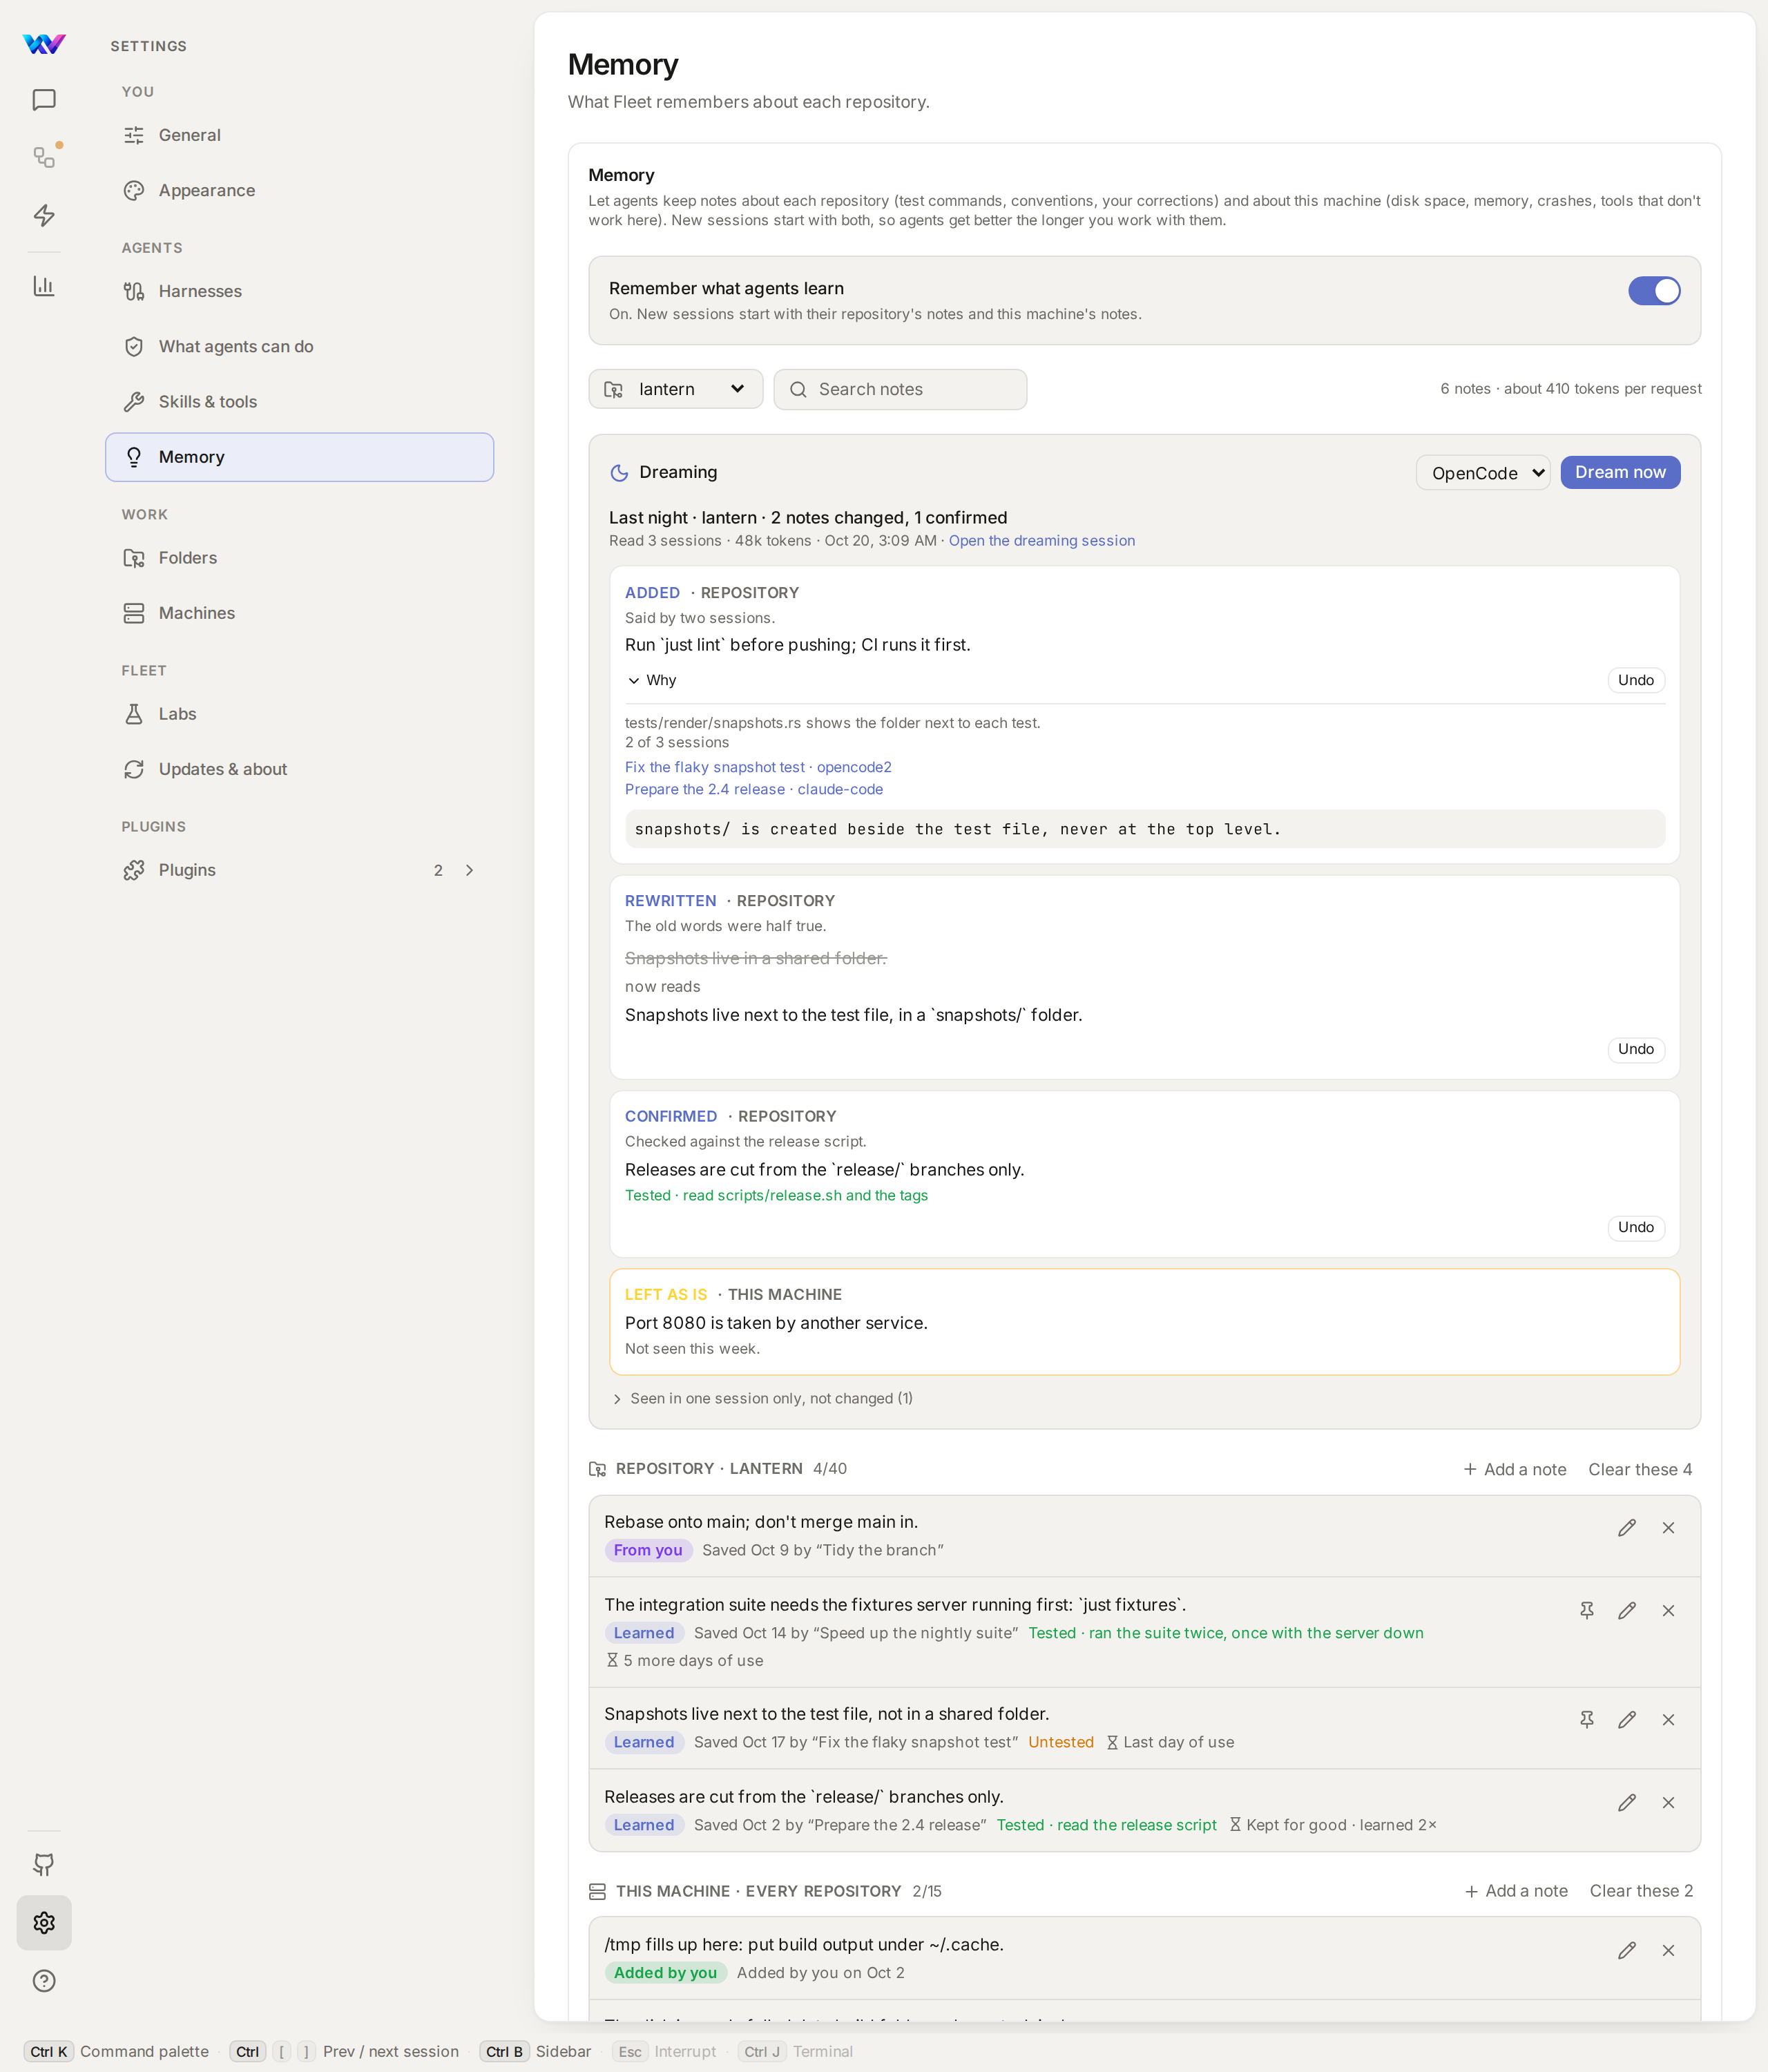 SETTINGS
YOU
General
Appearance
AGENTS
Harnesses
What agents can do
Skills & tools
Memory
WORK
Folders
Machines
FLEET
Labs
Updates & about
PLUGINS
Plugins 2
Memory
What Fleet remembers about each repository.
Memory
Let agents keep notes about each repository (test commands, conventions, your corrections) and about this machine (disk space, memory, crashes, tools that don't
work here). New sessions start with both, so agents get better the longer you work with them.
Remember what agents learn
On. New sessions start with their repository's notes and this machine's notes.
lantern Search notes 6 notes · about 410 tokens per request
Dreaming OpenCode Dream now
Last night · lantern · 2 notes changed, 1 confirmed
Read 3 sessions · 48k tokens · Oct 20, 3:09 AM · Open the dreaming session
ADDED · REPOSITORY
Said by two sessions.
Run `just lint` before pushing; CI runs it first.
Why Undo
tests/render/snapshots.rs shows the folder next to each test.
2 of 3 sessions
Fix the flaky snapshot test · opencode2
Prepare the 2.4 release · claude-code
snapshots/ is created beside the test file, never at the top level.
REWRITTEN · REPOSITORY
The old words were half true.
Snapshots live in a shared folder.
now reads
Snapshots live next to the test file, in a `snapshots/` folder.
Undo
CONFIRMED · REPOSITORY
Checked against the release script.
Releases are cut from the `release/` branches only.
Tested · read scripts/release.sh and the tags
Undo
LEFT AS IS · THIS MACHINE
Port 8080 is taken by another service.
Not seen this week.
Seen in one session only, not changed (1)
REPOSITORY · LANTERN 4/40 + Add a note Clear these 4
Rebase onto main; don't merge main in.
From you Saved Oct 9 by “Tidy the branch”
The integration suite needs the fixtures server running first: `just fixtures`.
Learned Saved Oct 14 by “Speed up the nightly suite” Tested · ran the suite twice, once with the server down
5 more days of use
Snapshots live next to the test file, not in a shared folder.
Learned Saved Oct 17 by “Fix the flaky snapshot test” Untested Last day of use
Releases are cut from the `release/` branches only.
Learned Saved Oct 2 by “Prepare the 2.4 release” Tested · read the release script Kept for good · learned 2×
THIS MACHINE · EVERY REPOSITORY 2/15 + Add a note Clear these 2
/tmp fills up here: put build output under ~/.cache.
Added by you Added by you on Oct 2
Ctrl K Command palette · Ctrl [ ] Prev / next session · Ctrl B Sidebar · Esc Interrupt · Ctrl J Terminal